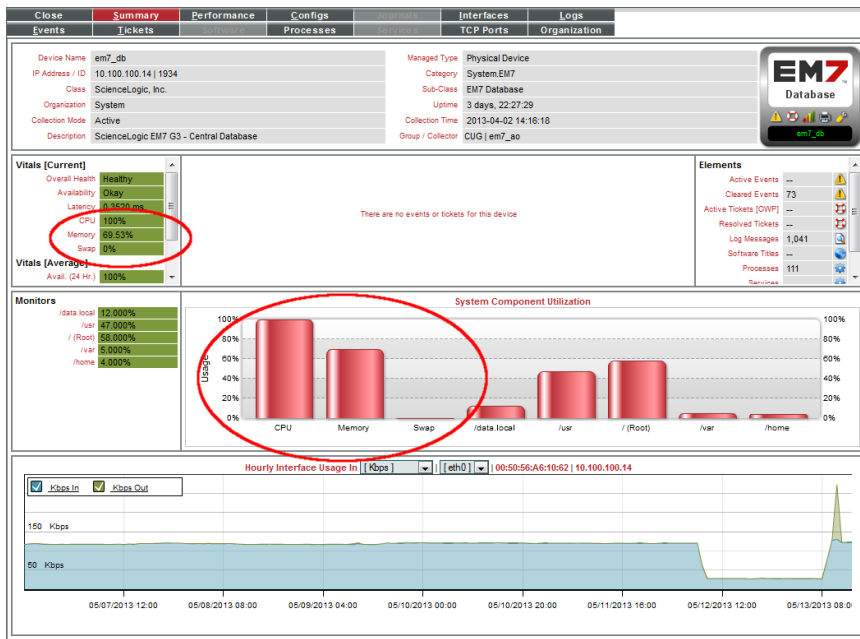 Close Summary Performance Configs Journals Interfaces Logs
Events Tickets Software Processes Services TCP Ports Organization
Device Name em7_db Managed Type Physical Device
IP Address / ID 10.100.100.14 | 1934 Category System.EM7
Class ScienceLogic, Inc. Sub-Class EM7 Database
Organization System Uptime 3 days, 22:27:29
Collection Mode Active Collection Time 2013-04-02 14:16:18
Description ScienceLogic EM7 G3 - Central Database Group / Collector CUG | em7_ao
EM7
Database
em7_db
Vitals [Current]
Overall Health Healthy
Availability Okay
Latency 0.3520 ms
CPU 100%
Memory 69.53%
Swap 0%
Vitals [Average]
Avail. (24 Hr.) 100%
There are no events or tickets for this device
Elements
Active Events --
Cleared Events 73
Active Tickets [OWP] --
Resolved Tickets --
Log Messages 1,041
Software Titles --
Processes 111
Services
Monitors
/data.local 12.000%
/usr 47.000%
/ (Root) 58.000%
/var 5.000%
/home 4.000%
System Component Utilization
Usage
100% 100%
80% 80%
60% 60%
40% 40%
20% 20%
0% 0%
CPU Memory Swap /data.local /usr / (Root) /var /home
Hourly Interface Usage In [ Kbps ] | [ eth0 ] | 00:50:56:A6:10:62 | 10.100.100.14
Kbps In Kbps Out
150 Kbps
50 Kbps
05/07/2013 12:00 05/08/2013 08:00 05/09/2013 04:00 05/10/2013 00:00 05/10/2013 20:00 05/11/2013 16:00 05/12/2013 12:00 05/13/2013 08:0